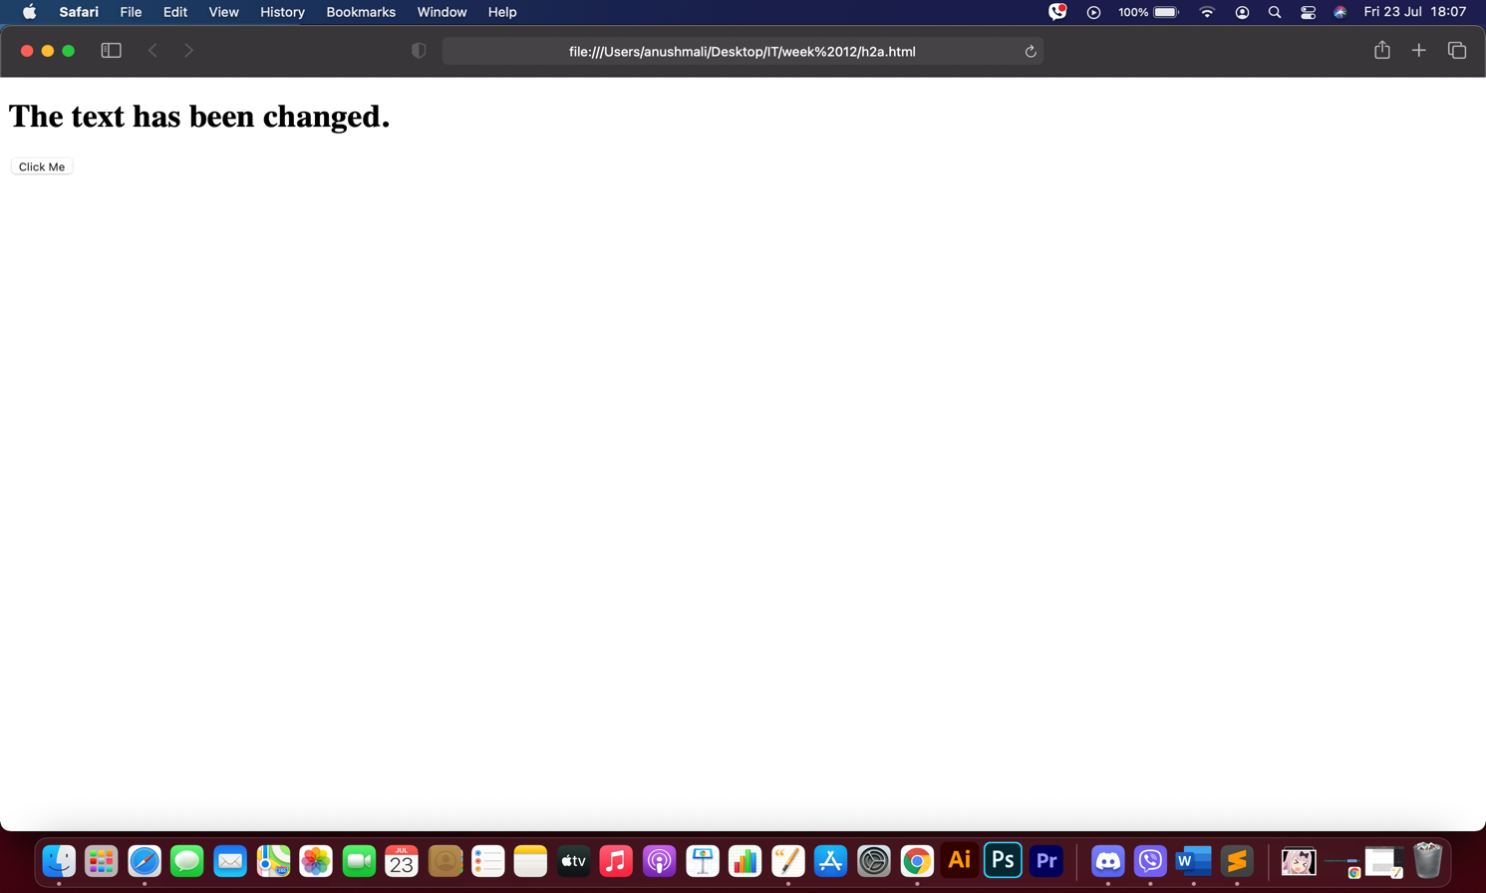 Safari File Edit View History Bookmarks Window Help 100% Fri 23 Jul 18:07
file:///Users/anushmali/Desktop/IT/week%2012/h2a.html
The text has been changed.
Click Me
JUL
23
tv
Ai
Ps
Pr
W